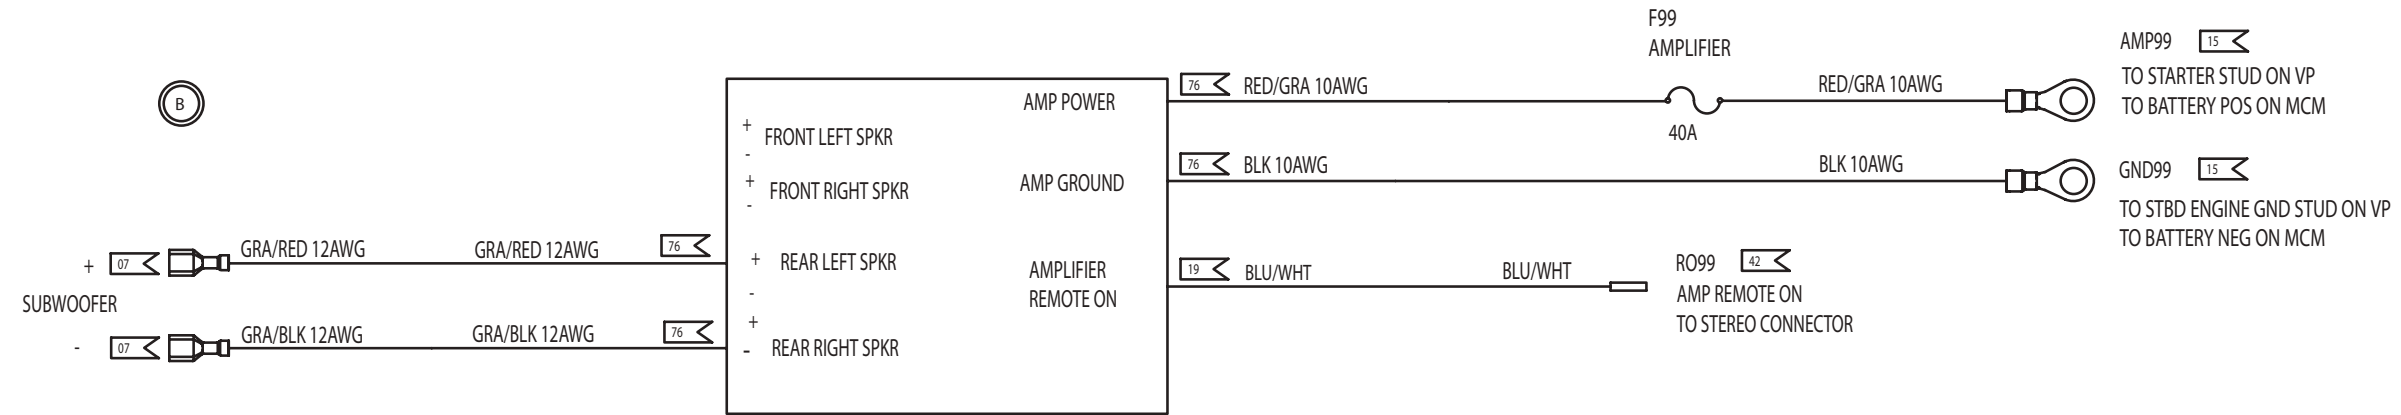 B
+
07
GRA/RED 12AWG
GRA/RED 12AWG
76
SUBWOOFER
-
07
GRA/BLK 12AWG
GRA/BLK 12AWG
76
+
FRONT LEFT SPKR
-
+
FRONT RIGHT SPKR
-
+
REAR LEFT SPKR
-
+
-
REAR RIGHT SPKR
AMP POWER
AMP GROUND
AMPLIFIER
REMOTE ON
76
RED/GRA 10AWG
F99
AMPLIFIER
40A
RED/GRA 10AWG
AMP99
15
TO STARTER STUD ON VP
TO BATTERY POS ON MCM
76
BLK 10AWG
BLK 10AWG
GND99
15
TO STBD ENGINE GND STUD ON VP
TO BATTERY NEG ON MCM
19
BLU/WHT
BLU/WHT
RO99
42
AMP REMOTE ON
TO STEREO CONNECTOR